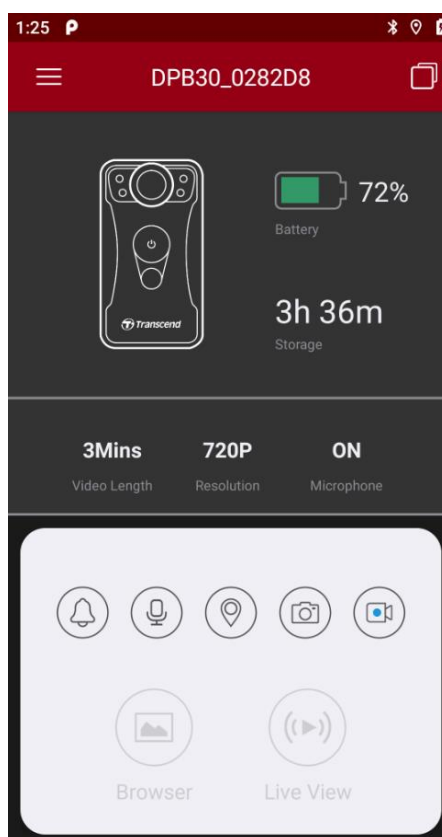 1:25 P
DPB30_0282D8
72%
Battery
3h 36m
Storage
Transcend
3Mins 720P ON
Video Length Resolution Microphone
Browser Live View